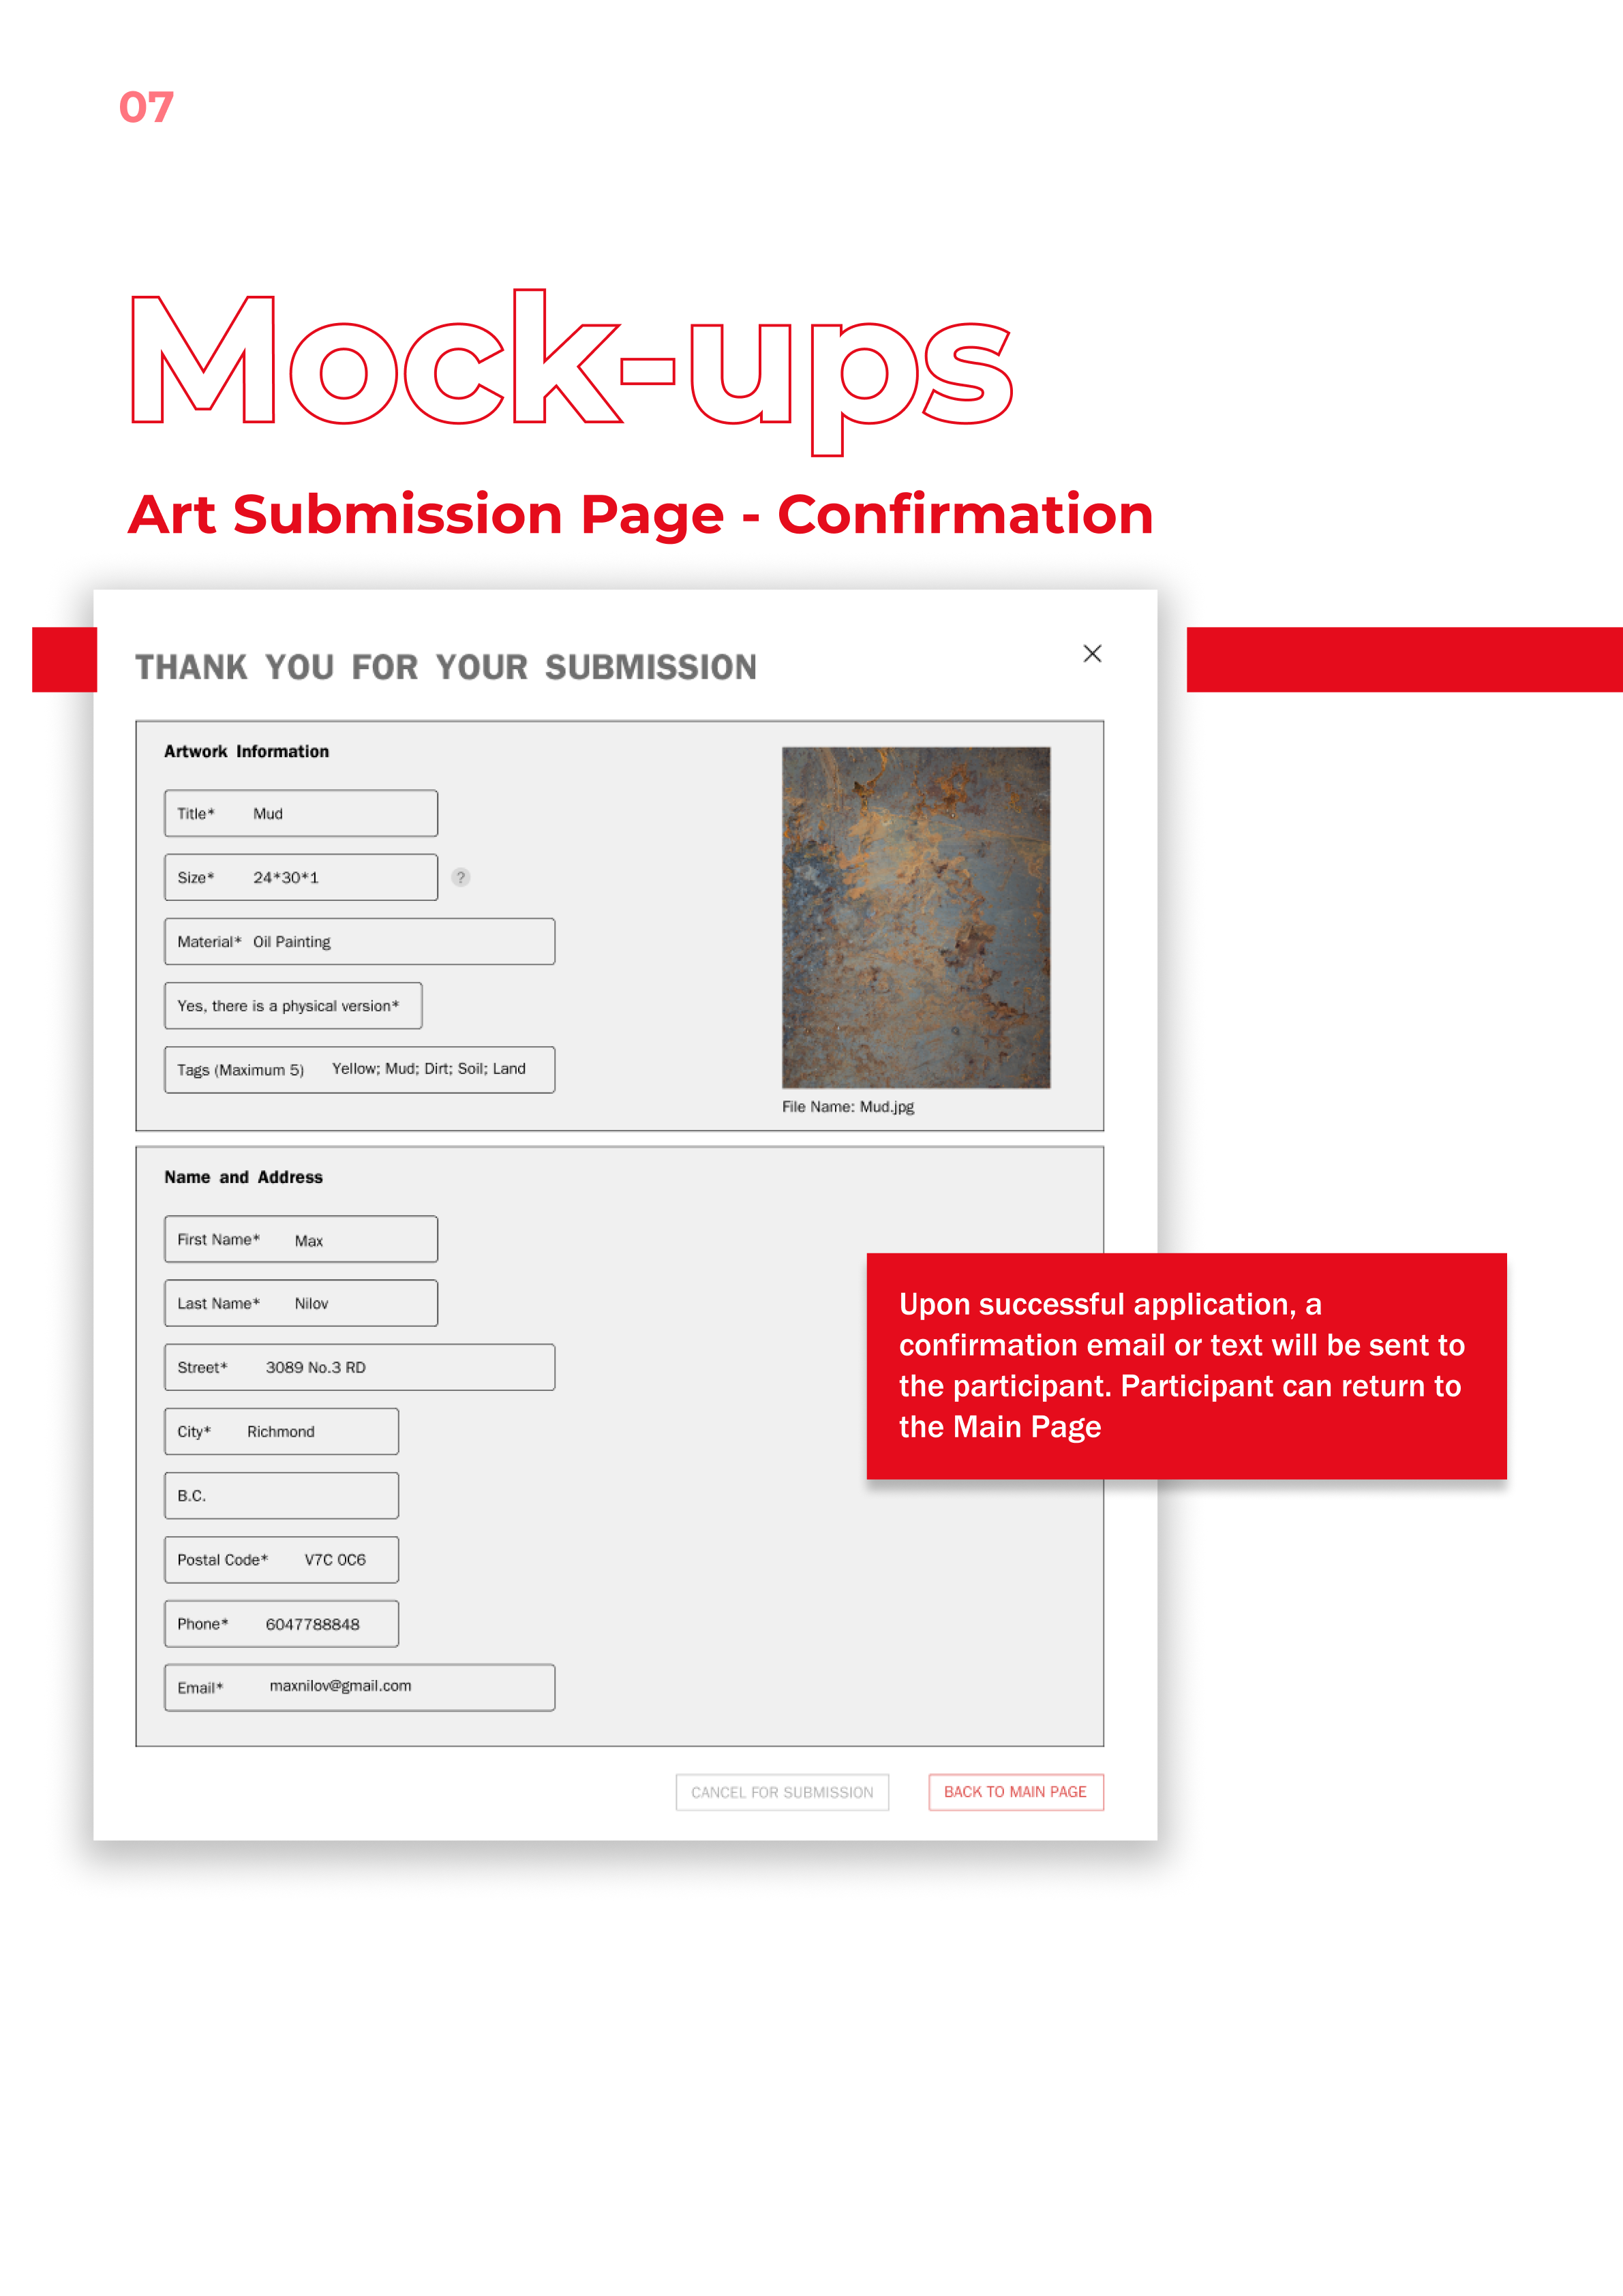 07
Mock-ups
Art Submission Page - Confirmation
THANK YOU FOR YOUR SUBMISSION
Artwork Information
Title* Mud
Size* 24*30*1 ?
Material* Oil Painting
Yes, there is a physical version*
Tags (Maximum 5) Yellow; Mud; Dirt; Soil; Land
File Name: Mud.jpg
Name and Address
First Name* Max
Last Name* Nilov
Street* 3089 No.3 RD
City* Richmond
B.C.
Postal Code* V7C 0C6
Phone* 6047788848
Email* maxnilov@gmail.com
Upon successful application, a
confirmation email or text will be sent to
the participant. Participant can return to
the Main Page
CANCEL FOR SUBMISSION
BACK TO MAIN PAGE